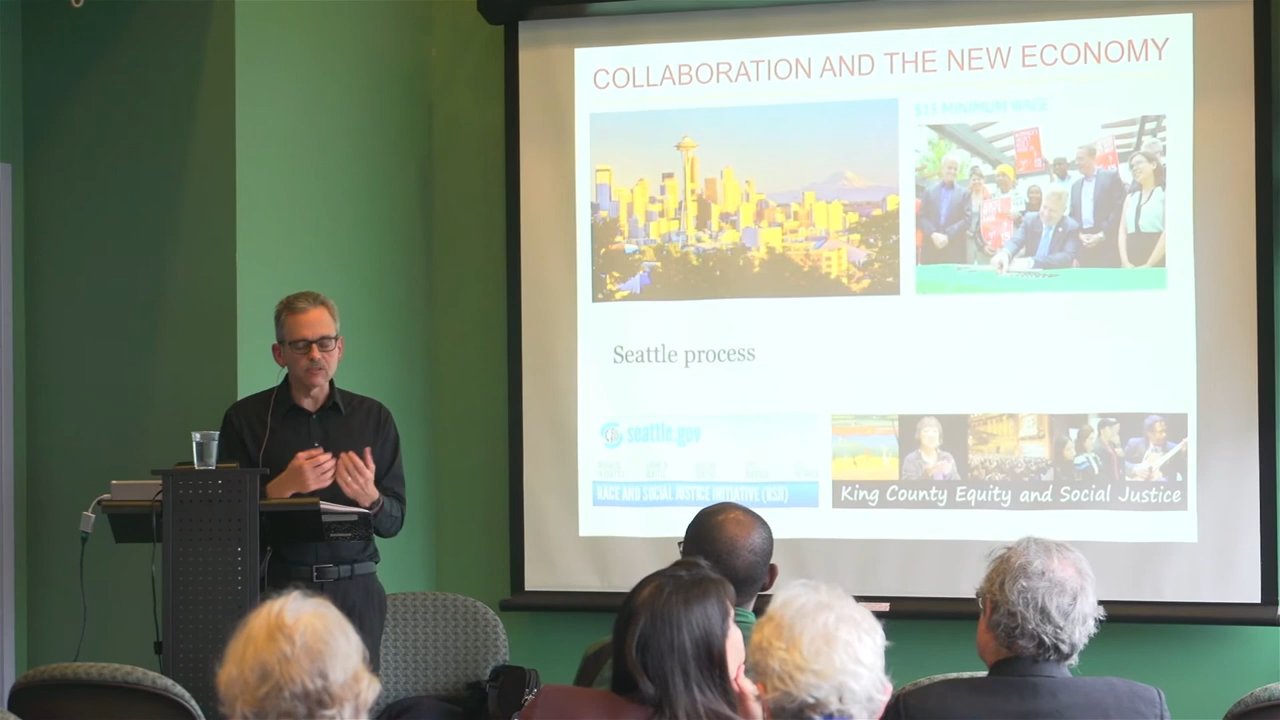 COLLABORATION AND THE NEW ECONOMY
$15 MINIMUM WAGE
Seattle process
seattle.gov
RACE AND SOCIAL JUSTICE INITIATIVE (RSJI)
King County Equity and Social Justice